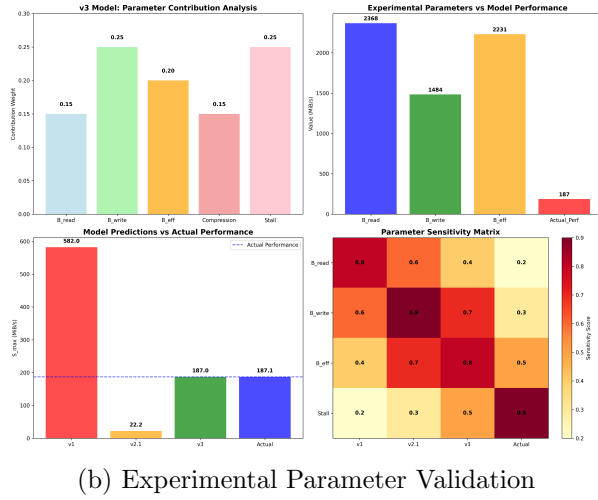 v3 Model: Parameter Contribution Analysis
0.30
0.25
0.20
0.15
0.10
0.05
0.00
Contribution Weight
0.15
0.25
0.20
0.15
0.25
B_read
B_write
B_eff
Compression
Stall
Experimental Parameters vs Model Performance
2000
1500
1000
500
0
Value (MiB/s)
2368
1484
2231
187
B_read
B_write
B_eff
Actual_Perf
Model Predictions vs Actual Performance
Actual Performance
600
500
400
300
200
100
0
S_max (MiB/s)
582.0
22.2
187.0
187.1
v1
v2.1
v3
Actual
Parameter Sensitivity Matrix
B_read
0.8 0.6 0.4 0.2
B_write
0.6 0.9 0.7 0.3
B_eff
0.4 0.7 0.8 0.5
Stall
0.2 0.3 0.5
v1
v2.1
v3
Actual
0.9
0.8
0.7
0.6
0.5
0.4
0.3
0.2
Sensitivity Score
(b) Experimental Parameter Validation